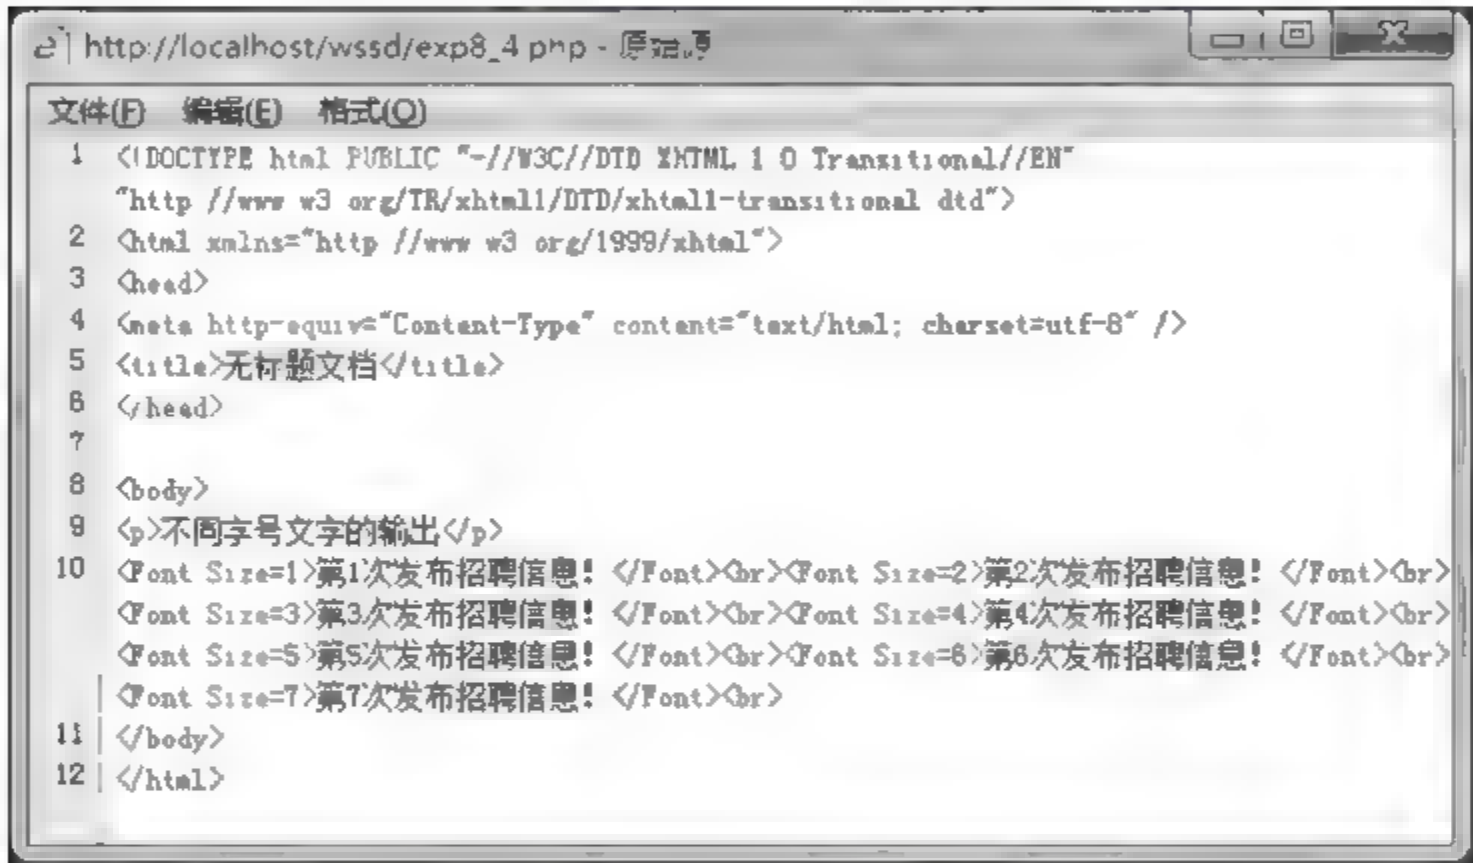 http://localhost/wssd/exp8_4.php - 原始源
文件(F) 编辑(E) 格式(O)
1 <!DOCTYPE html PUBLIC "-//W3C//DTD XHTML 1.0 Transitional//EN"
"http://www.w3.org/TR/xhtml1/DTD/xhtml1-transitional.dtd">
2 <html xmlns="http://www.w3.org/1999/xhtml">
3 <head>
4 <meta http-equiv="Content-Type" content="text/html; charset=utf-8" />
5 <title>无标题文档</title>
6 </head>
7
8 <body>
9 <p>不同字号文字的输出</p>
10 <Font Size=1>第1次发布招聘信息! </Font><br><Font Size=2>第2次发布招聘信息! </Font><br>
<Font Size=3>第3次发布招聘信息! </Font><br><Font Size=4>第4次发布招聘信息! </Font><br>
<Font Size=5>第5次发布招聘信息! </Font><br><Font Size=6>第6次发布招聘信息! </Font><br>
<Font Size=7>第7次发布招聘信息! </Font><br>
11 </body>
12 </html>